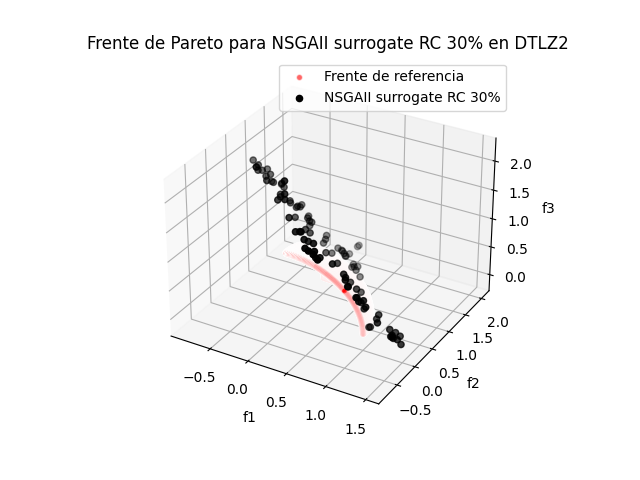 Frente de Pareto para NSGAII surrogate RC 30% en DTLZ2
Frente de referencia
NSGAII surrogate RC 30%
2.0
1.5
1.0
0.5
0.0
f3
2.0
1.5
1.0
0.5
0.0
−0.5
f2
−0.5
0.0
0.5
1.0
1.5
f1